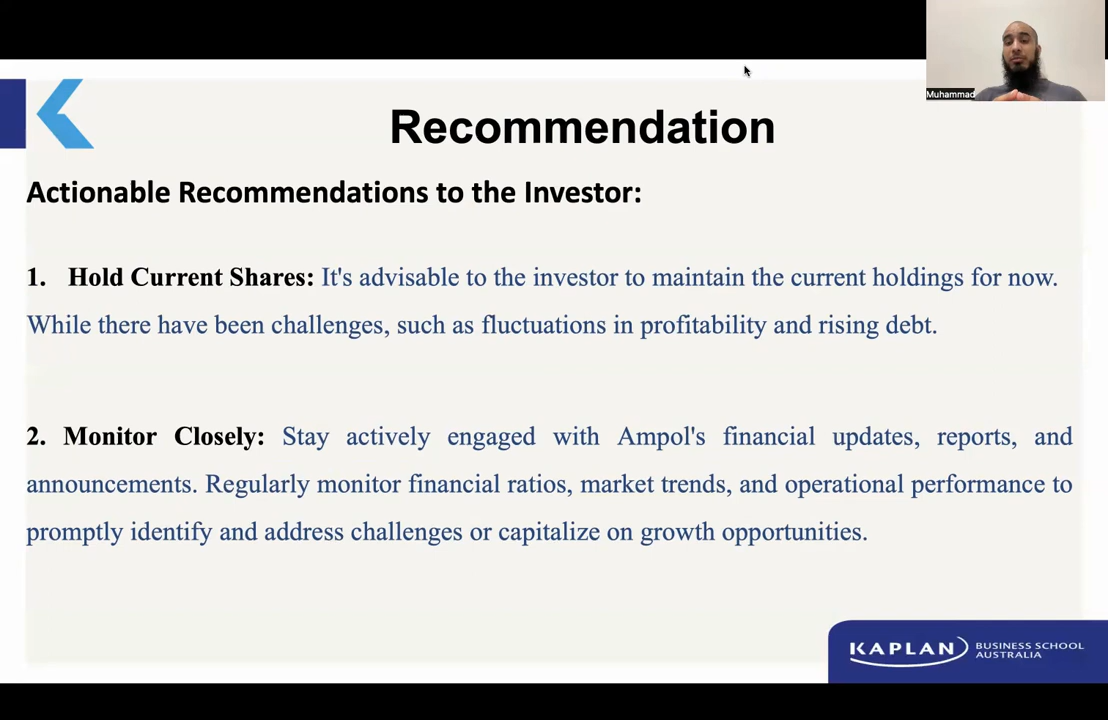 Muhammad
Recommendation
Actionable Recommendations to the Investor:
1. Hold Current Shares: It's advisable to the investor to maintain the current holdings for now.
While there have been challenges, such as fluctuations in profitability and rising debt.
2. Monitor Closely: Stay actively engaged with Ampol's financial updates, reports, and
announcements. Regularly monitor financial ratios, market trends, and operational performance to
promptly identify and address challenges or capitalize on growth opportunities.
KAPLAN BUSINESS SCHOOL
AUSTRALIA